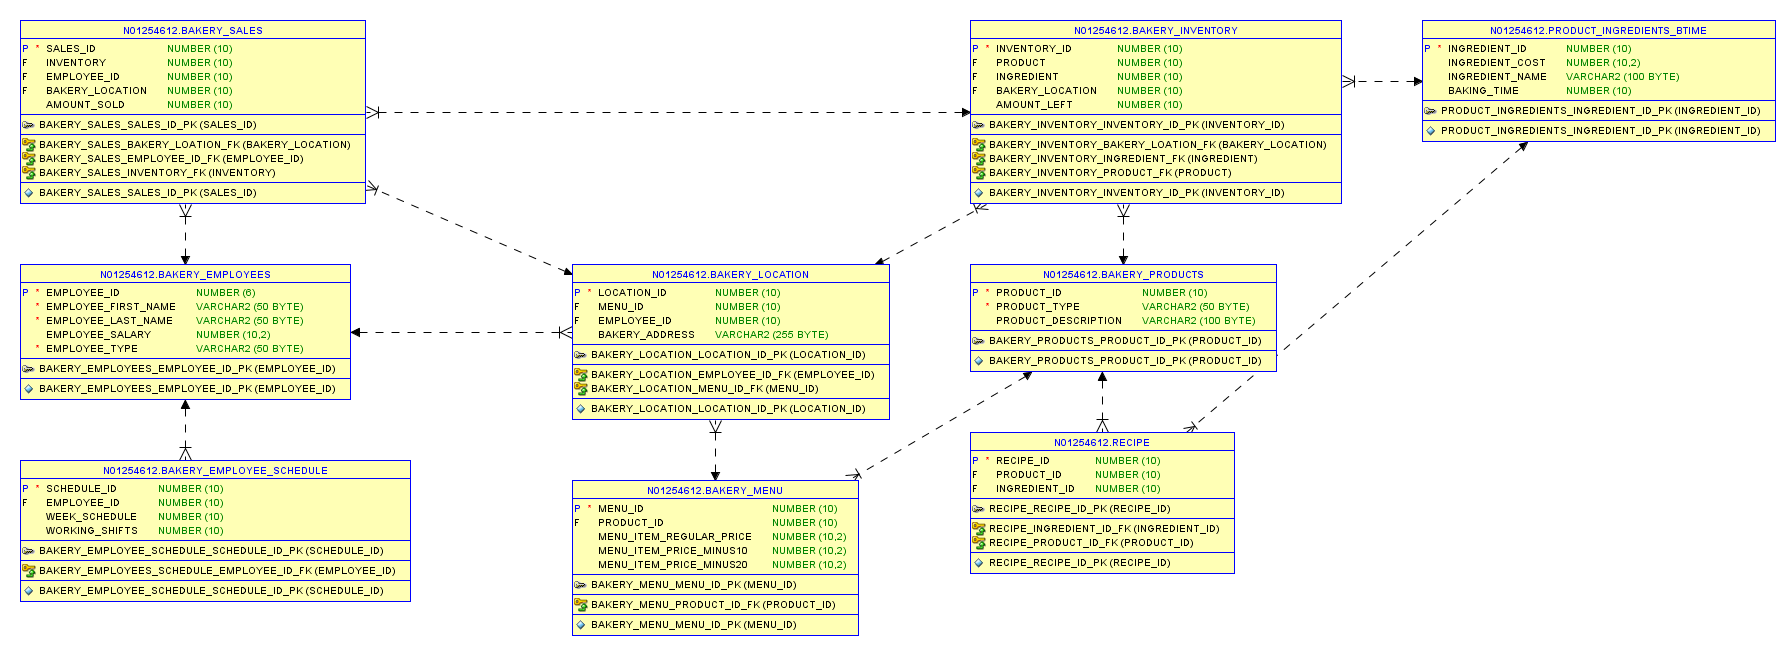 N01254612.BAKERY_SALES
P * SALES_ID NUMBER (10)
F INVENTORY NUMBER (10)
F EMPLOYEE_ID NUMBER (10)
F BAKERY_LOCATION NUMBER (10)
AMOUNT_SOLD NUMBER (10)
BAKERY_SALES_SALES_ID_PK (SALES_ID)
BAKERY_SALES_BAKERY_LOATION_FK (BAKERY_LOCATION)
BAKERY_SALES_EMPLOYEE_ID_FK (EMPLOYEE_ID)
BAKERY_SALES_INVENTORY_FK (INVENTORY)
BAKERY_SALES_SALES_ID_PK (SALES_ID)
N01254612.BAKERY_INVENTORY
P * INVENTORY_ID NUMBER (10)
F PRODUCT NUMBER (10)
F INGREDIENT NUMBER (10)
F BAKERY_LOCATION NUMBER (10)
AMOUNT_LEFT NUMBER (10)
BAKERY_INVENTORY_INVENTORY_ID_PK (INVENTORY_ID)
BAKERY_INVENTORY_BAKERY_LOATION_FK (BAKERY_LOCATION)
BAKERY_INVENTORY_INGREDIENT_FK (INGREDIENT)
BAKERY_INVENTORY_PRODUCT_FK (PRODUCT)
BAKERY_INVENTORY_INVENTORY_ID_PK (INVENTORY_ID)
N01254612.PRODUCT_INGREDIENTS_BTIME
P * INGREDIENT_ID NUMBER (10)
INGREDIENT_COST NUMBER (10,2)
INGREDIENT_NAME VARCHAR2 (100 BYTE)
BAKING_TIME NUMBER (10)
PRODUCT_INGREDIENTS_INGREDIENT_ID_PK (INGREDIENT_ID)
PRODUCT_INGREDIENTS_INGREDIENT_ID_PK (INGREDIENT_ID)
N01254612.BAKERY_EMPLOYEES
P * EMPLOYEE_ID NUMBER (6)
* EMPLOYEE_FIRST_NAME VARCHAR2 (50 BYTE)
* EMPLOYEE_LAST_NAME VARCHAR2 (50 BYTE)
EMPLOYEE_SALARY NUMBER (10,2)
* EMPLOYEE_TYPE VARCHAR2 (50 BYTE)
BAKERY_EMPLOYEES_EMPLOYEE_ID_PK (EMPLOYEE_ID)
BAKERY_EMPLOYEES_EMPLOYEE_ID_PK (EMPLOYEE_ID)
N01254612.BAKERY_LOCATION
P * LOCATION_ID NUMBER (10)
F MENU_ID NUMBER (10)
F EMPLOYEE_ID NUMBER (10)
BAKERY_ADDRESS VARCHAR2 (255 BYTE)
BAKERY_LOCATION_LOCATION_ID_PK (LOCATION_ID)
BAKERY_LOCATION_EMPLOYEE_ID_FK (EMPLOYEE_ID)
BAKERY_LOCATION_MENU_ID_FK (MENU_ID)
BAKERY_LOCATION_LOCATION_ID_PK (LOCATION_ID)
N01254612.BAKERY_PRODUCTS
P * PRODUCT_ID NUMBER (10)
* PRODUCT_TYPE VARCHAR2 (50 BYTE)
PRODUCT_DESCRIPTION VARCHAR2 (100 BYTE)
BAKERY_PRODUCTS_PRODUCT_ID_PK (PRODUCT_ID)
BAKERY_PRODUCTS_PRODUCT_ID_PK (PRODUCT_ID)
N01254612.BAKERY_EMPLOYEE_SCHEDULE
P * SCHEDULE_ID NUMBER (10)
F EMPLOYEE_ID NUMBER (10)
WEEK_SCHEDULE NUMBER (10)
WORKING_SHIFTS NUMBER (10)
BAKERY_EMPLOYEE_SCHEDULE_SCHEDULE_ID_PK (SCHEDULE_ID)
BAKERY_EMPLOYEES_SCHEDULE_EMPLOYEE_ID_FK (EMPLOYEE_ID)
BAKERY_EMPLOYEE_SCHEDULE_SCHEDULE_ID_PK (SCHEDULE_ID)
N01254612.BAKERY_MENU
P * MENU_ID NUMBER (10)
F PRODUCT_ID NUMBER (10)
MENU_ITEM_REGULAR_PRICE NUMBER (10,2)
MENU_ITEM_PRICE_MINUS10 NUMBER (10,2)
MENU_ITEM_PRICE_MINUS20 NUMBER (10,2)
BAKERY_MENU_MENU_ID_PK (MENU_ID)
BAKERY_MENU_PRODUCT_ID_FK (PRODUCT_ID)
BAKERY_MENU_MENU_ID_PK (MENU_ID)
N01254612.RECIPE
P * RECIPE_ID NUMBER (10)
F PRODUCT_ID NUMBER (10)
F INGREDIENT_ID NUMBER (10)
RECIPE_RECIPE_ID_PK (RECIPE_ID)
RECIPE_INGREDIENT_ID_FK (INGREDIENT_ID)
RECIPE_PRODUCT_ID_FK (PRODUCT_ID)
RECIPE_RECIPE_ID_PK (RECIPE_ID)